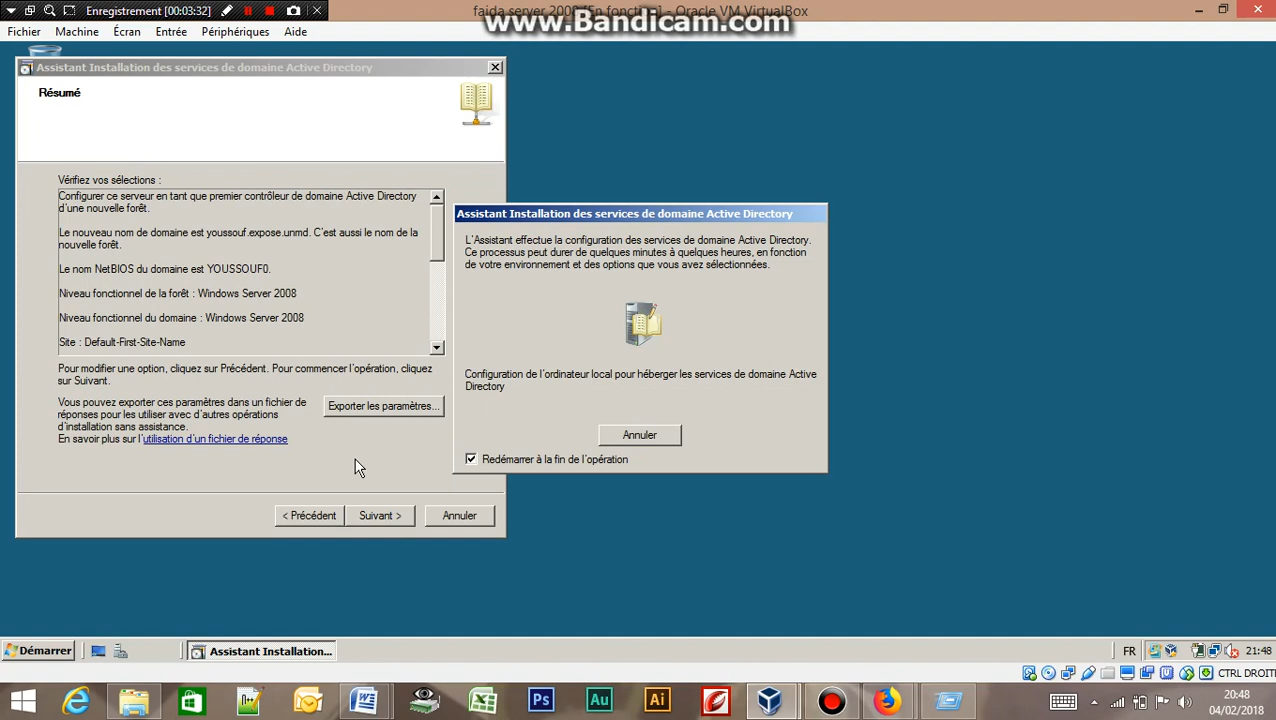 Enregistrement [00:03:32]
faida server 2008 [En fonction] - Oracle VM VirtualBox
www.Bandicam.com
Fichier Machine Écran Entrée Périphériques Aide
Assistant Installation des services de domaine Active Directory
Résumé
Vérifiez vos sélections :
Configurer ce serveur en tant que premier contrôleur de domaine Active Directory
d'une nouvelle forêt.
Le nouveau nom de domaine est youssouf.expose.unmd. C'est aussi le nom de la
nouvelle forêt.
Le nom NetBIOS du domaine est YOUSSOUF0.
Niveau fonctionnel de la forêt : Windows Server 2008
Niveau fonctionnel du domaine : Windows Server 2008
Site : Default-First-Site-Name
Pour modifier une option, cliquez sur Précédent. Pour commencer l'opération, cliquez
sur Suivant.
Vous pouvez exporter ces paramètres dans un fichier de
réponses pour les utiliser avec d'autres opérations
d'installation sans assistance.
En savoir plus sur l'utilisation d'un fichier de réponse
Exporter les paramètres...
< Précédent Suivant > Annuler
Assistant Installation des services de domaine Active Directory
L'Assistant effectue la configuration des services de domaine Active Directory.
Ce processus peut durer de quelques minutes à quelques heures, en fonction
de votre environnement et des options que vous avez sélectionnées.
Configuration de l'ordinateur local pour héberger les services de domaine Active
Directory
Annuler
Redémarrer à la fin de l'opération
Démarrer
Assistant Installation...
FR
21:48
CTRL DROITE
Ps Au Ai
20:48
04/02/2018